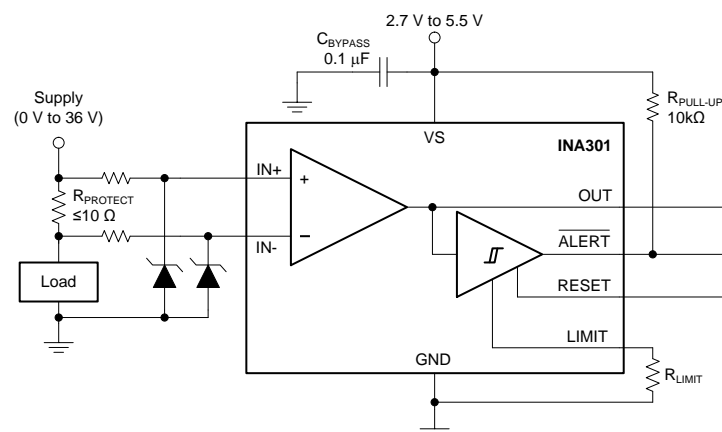 2.7 V to 5.5 V
CBYPASS
0.1 μF
Supply
(0 V to 36 V)
RPULL-UP
10kΩ
VS
INA301
IN+
+
OUT
RPROTECT
≤10 Ω
IN-
−
ALERT
Load
RESET
LIMIT
GND
RLIMIT